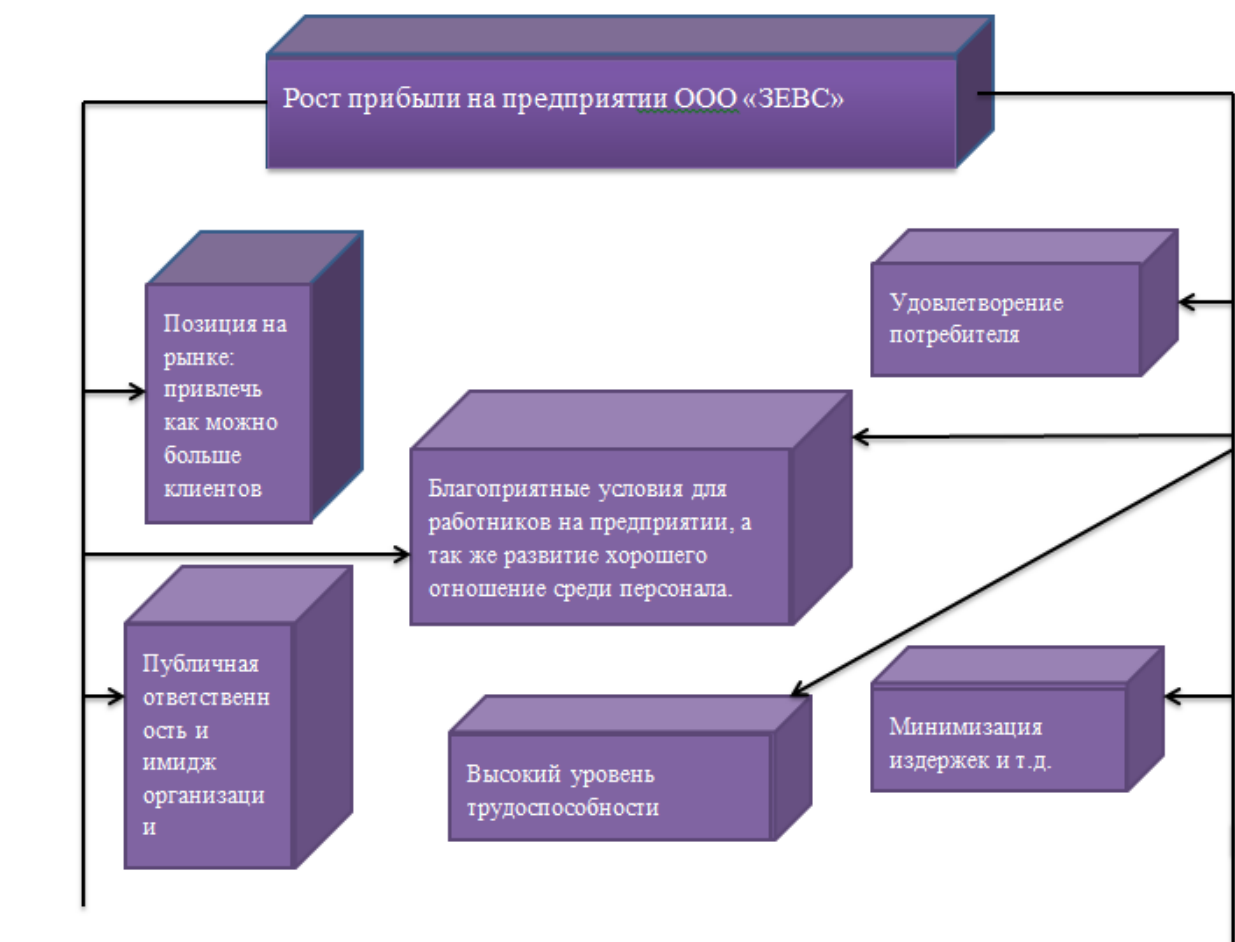 Рост прибыли на предприятии ООО «ЗЕВС»
Позиция на
рынке:
привлечь
как можно
больше
клиентов
Удовлетворение
потребителя
Благоприятные условия для
работников на предприятии, а
так же развитие хорошего
отношение среди персонала.
Публичная
ответственн
ость и
имидж
организаци
и
Высокий уровень
трудоспособности
Минимизация
издержек и т.д.